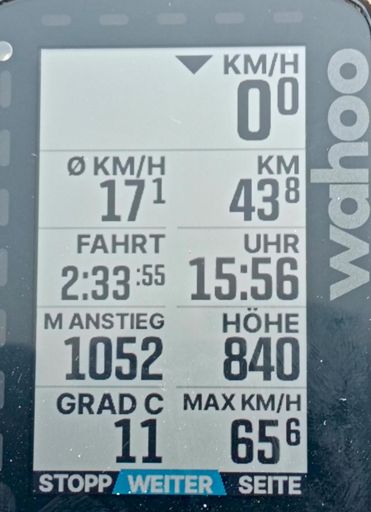 KM/H
0⁰
Ø KM/H KM
17¹ 43⁸
FAHRT UHR
2:33:55 15:56
M ANSTIEG HÖHE
1052 840
GRAD C MAX KM/H
11 65⁶
STOPP WEITER SEITE
wahoo